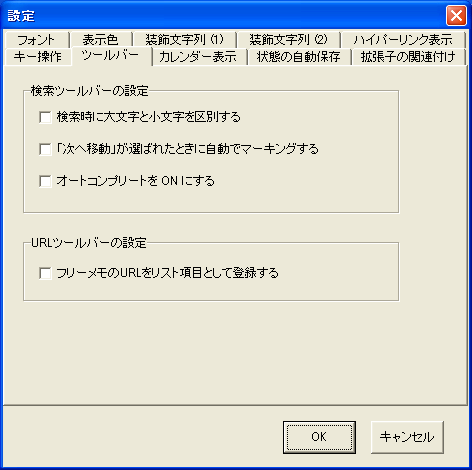 設定
フォント 表示色 装飾文字列 (1) 装飾文字列 (2) ハイパーリンク表示
キー操作 ツールバー カレンダー表示 状態の自動保存 拡張子の関連付け
検索ツールバーの設定
検索時に大文字と小文字を区別する
「次へ移動」が選ばれたときに自動でマーキングする
オートコンプリートを ON にする
URLツールバーの設定
フリーメモのURLをリスト項目として登録する
OK キャンセル